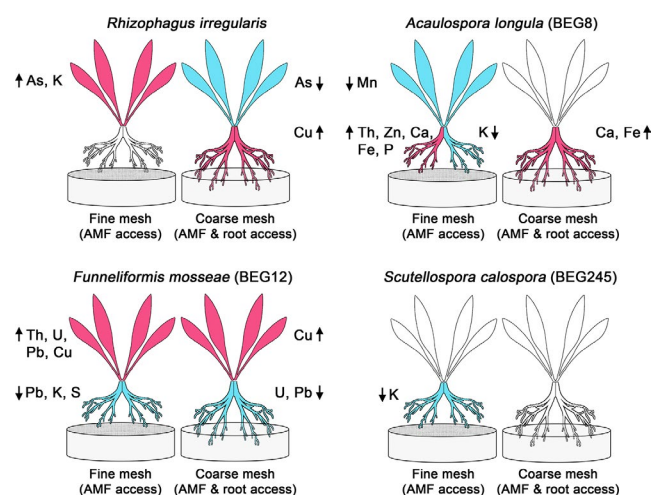 Rhizophagus irregularis
↑ As, K
As ↓
Cu ↑
Fine mesh
(AMF access)
Coarse mesh
(AMF & root access)
Acaulospora longula (BEG8)
↓ Mn
↑ Th, Zn, Ca,
Fe, P
K ↓
Ca, Fe ↑
Fine mesh
(AMF access)
Coarse mesh
(AMF & root access)
Funneliformis mosseae (BEG12)
↑ Th, U,
Pb, Cu
Cu ↑
↓ Pb, K, S
U, Pb ↓
Fine mesh
(AMF access)
Coarse mesh
(AMF & root access)
Scutellospora calospora (BEG245)
↓ K
Fine mesh
(AMF access)
Coarse mesh
(AMF & root access)